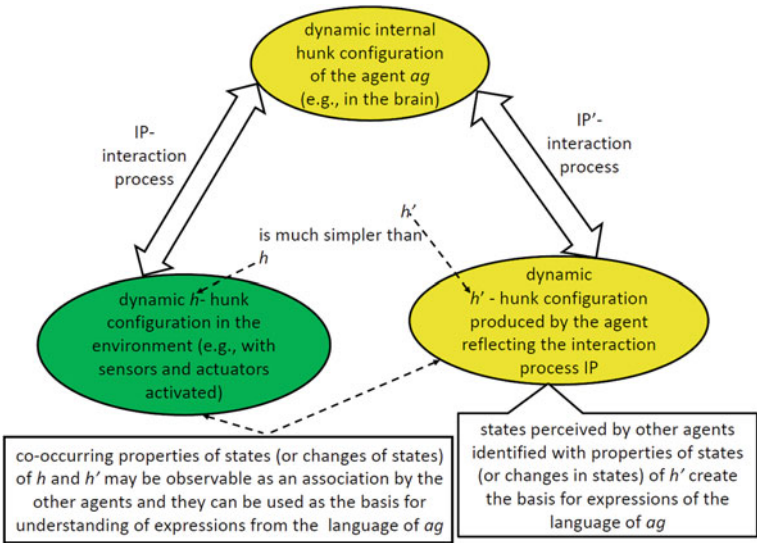 dynamic internal
hunk configuration
of the agent ag
(e.g., in the brain)
IP-
interaction
process
IP’-
interaction
process
h’
is much simpler than
h
dynamic h- hunk
configuration in the
environment (e.g., with
sensors and actuators
activated)
dynamic
h’ - hunk configuration
produced by the agent
reflecting the interaction
process IP
co-occurring properties of states (or changes of states)
of h and h’ may be observable as an association by the
other agents and they can be used as the basis for
understanding of expressions from the language of ag
states perceived by other agents
identified with properties of states
(or changes in states) of h’ create
the basis for expressions of the
language of ag